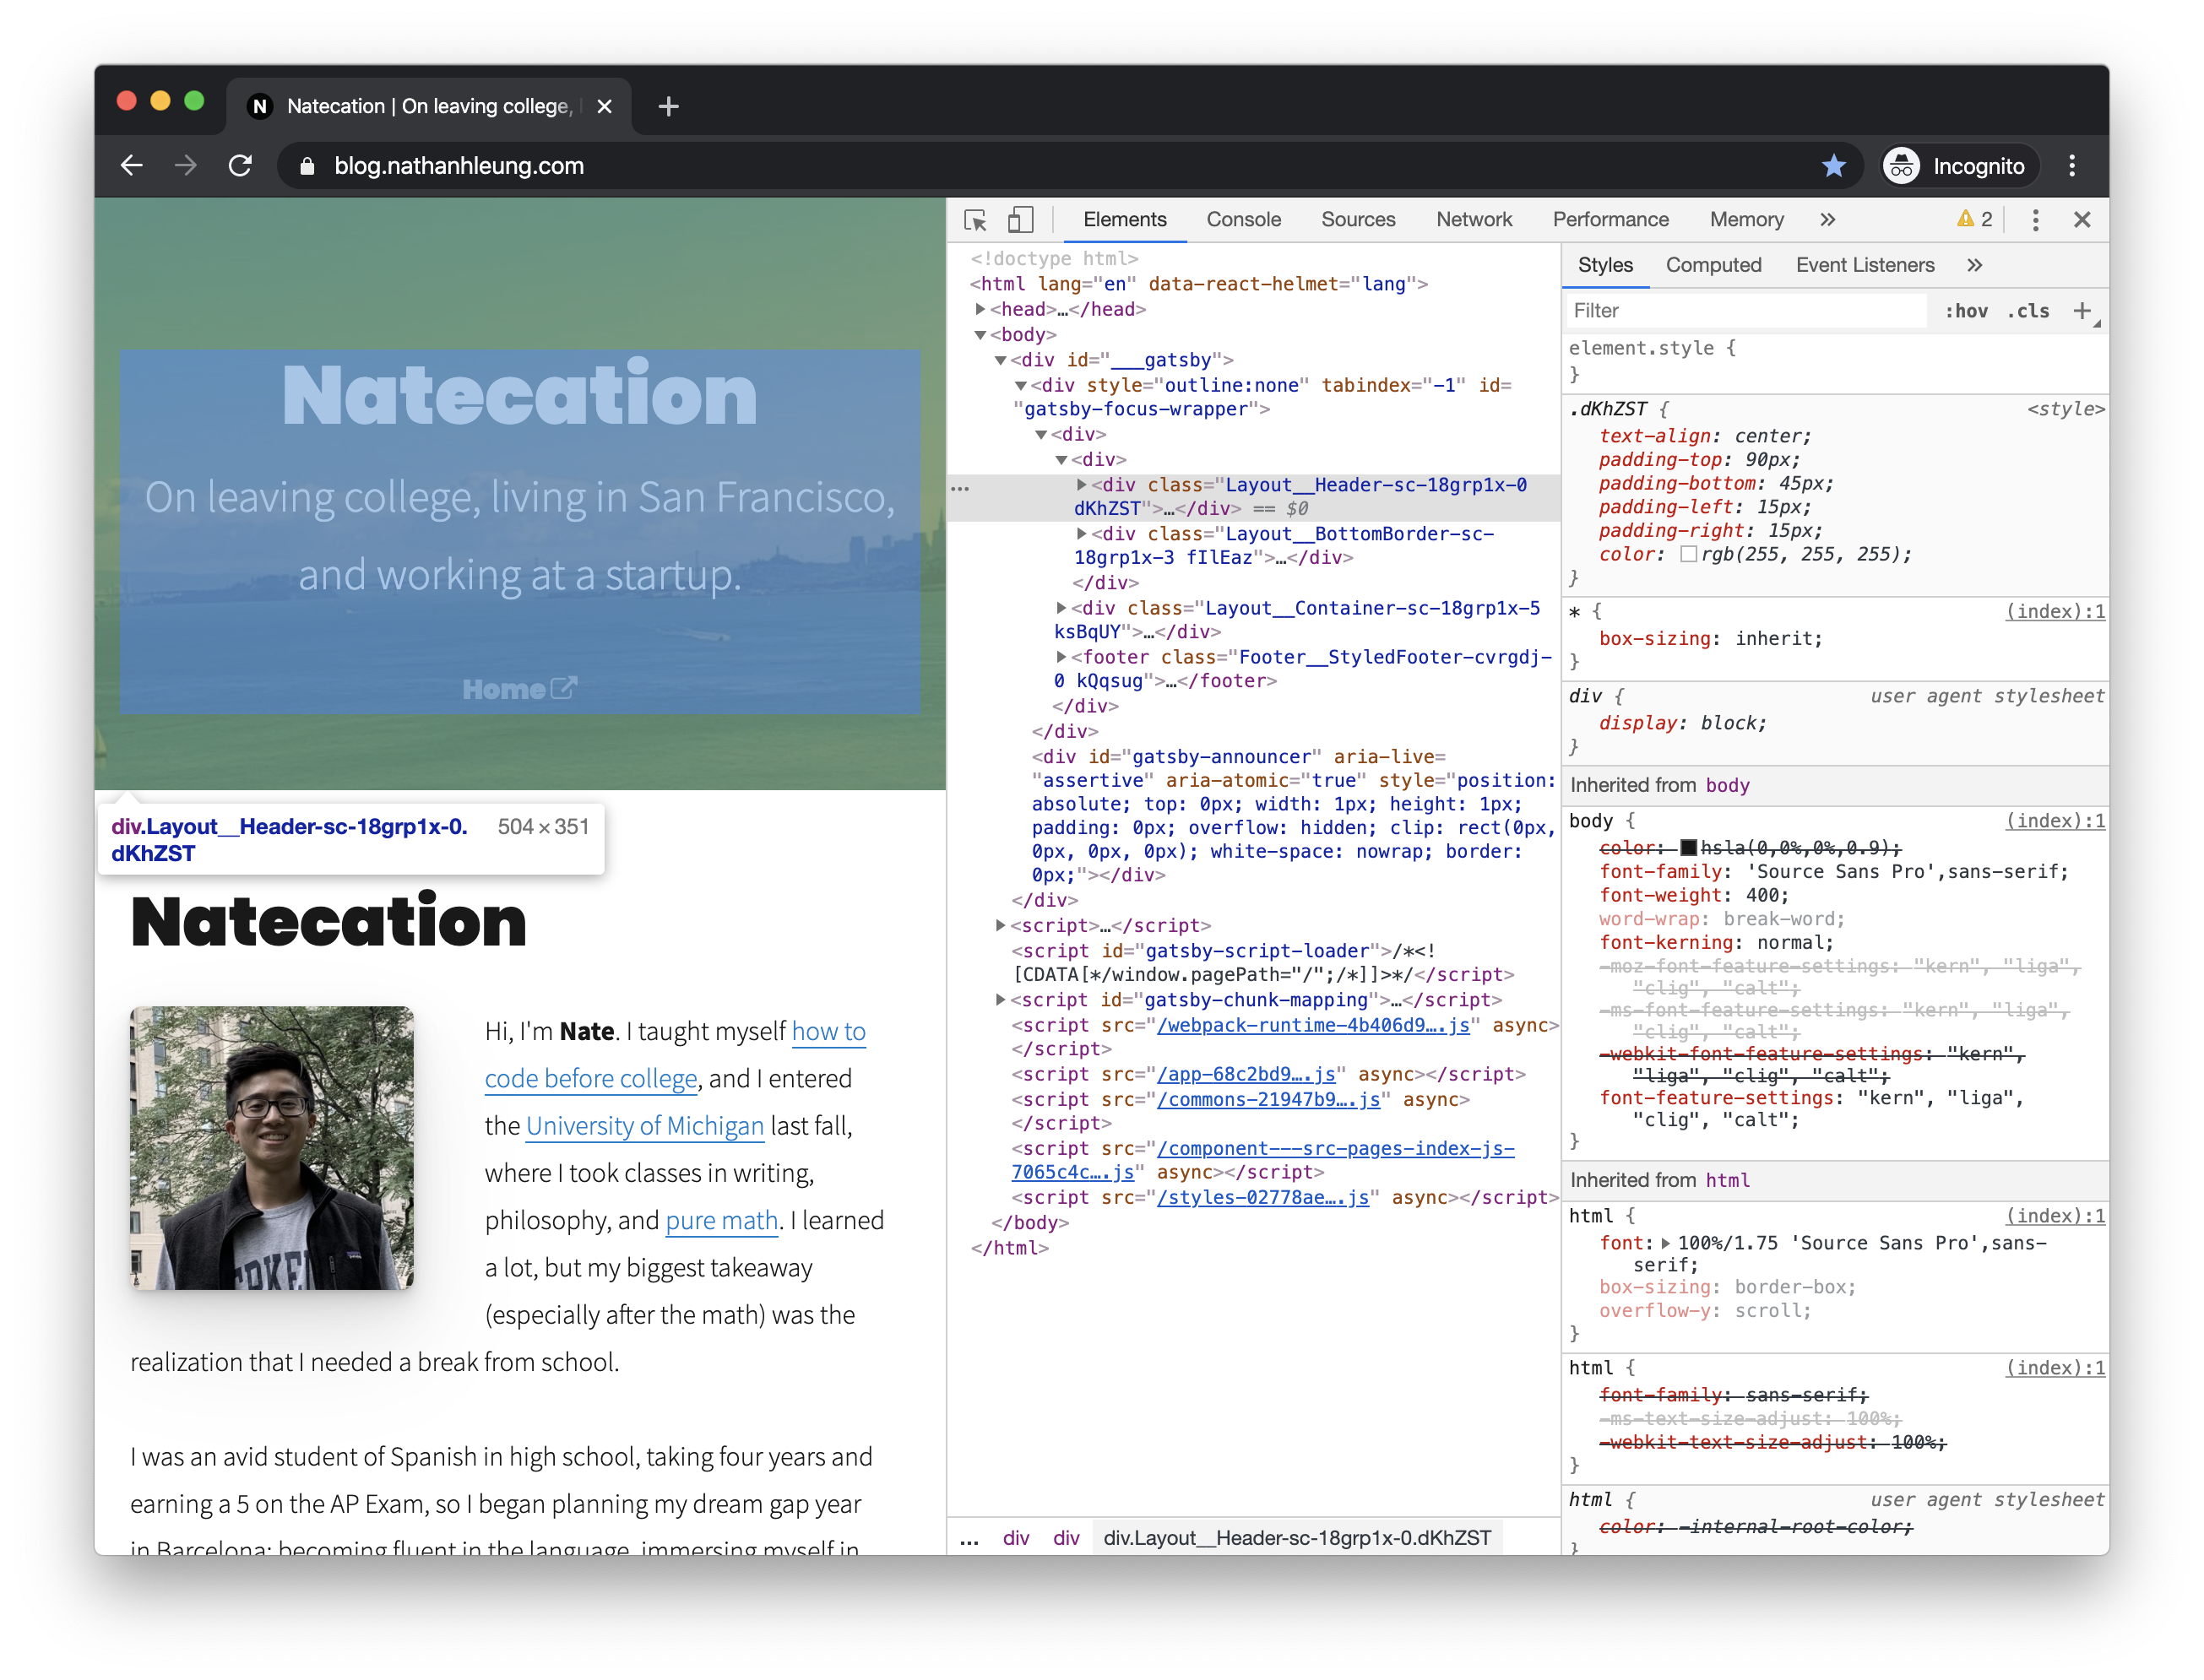 N Natecation | On leaving college,
blog.nathanhleung.com
Incognito
Natecation
On leaving college, living in San Francisco,
and working at a startup.
Home
div.Layout__Header-sc-18grp1x-0. 504 × 351
dKhZST
Natecation
Hi, I'm Nate. I taught myself how to
code before college, and I entered
the University of Michigan last fall,
where I took classes in writing,
philosophy, and pure math. I learned
a lot, but my biggest takeaway
(especially after the math) was the
realization that I needed a break from school.
I was an avid student of Spanish in high school, taking four years and
earning a 5 on the AP Exam, so I began planning my dream gap year
in Barcelona: becoming fluent in the language, immersing myself in
Elements Console Sources Network Performance Memory » 2
<!doctype html>
<html lang="en" data-react-helmet="lang">
<head>…</head>
<body>
<div id="___gatsby">
<div style="outline:none" tabindex="-1" id=
"gatsby-focus-wrapper">
<div>
<div>
<div class="Layout__Header-sc-18grp1x-0
dKhZST">…</div> == $0
<div class="Layout__BottomBorder-sc-
18grp1x-3 fIlEaz">…</div>
</div>
<div class="Layout__Container-sc-18grp1x-5
ksBqUY">…</div>
<footer class="Footer__StyledFooter-cvrgdj-
0 kQqsug">…</footer>
</div>
</div>
<div id="gatsby-announcer" aria-live=
"assertive" aria-atomic="true" style="position:
absolute; top: 0px; width: 1px; height: 1px;
padding: 0px; overflow: hidden; clip: rect(0px,
0px, 0px, 0px); white-space: nowrap; border:
0px;"></div>
</div>
<script>…</script>
<script id="gatsby-script-loader">/*<!
[CDATA[*/window.pagePath="/";/*]]>*/</script>
<script id="gatsby-chunk-mapping">…</script>
<script src="/webpack-runtime-4b406d9….js" async>
</script>
<script src="/app-68c2bd9….js" async></script>
<script src="/commons-21947b9….js" async>
</script>
<script src="/component---src-pages-index-js-
7065c4c….js" async></script>
<script src="/styles-02778ae….js" async></script>
</body>
</html>
… div div div.Layout__Header-sc-18grp1x-0.dKhZST
Styles Computed Event Listeners »
Filter :hov .cls +
element.style {
}
.dKhZST { <style>
text-align: center;
padding-top: 90px;
padding-bottom: 45px;
padding-left: 15px;
padding-right: 15px;
color: rgb(255, 255, 255);
}
* { (index):1
box-sizing: inherit;
}
div { user agent stylesheet
display: block;
}
Inherited from body
body { (index):1
color: hsla(0,0%,0%,0.9);
font-family: 'Source Sans Pro',sans-serif;
font-weight: 400;
word-wrap: break-word;
font-kerning: normal;
-moz-font-feature-settings: "kern", "liga",
"clig", "calt";
-ms-font-feature-settings: "kern", "liga",
"clig", "calt";
-webkit-font-feature-settings: "kern",
"liga", "clig", "calt";
font-feature-settings: "kern", "liga",
"clig", "calt";
}
Inherited from html
html { (index):1
font: 100%/1.75 'Source Sans Pro',sans-
serif;
box-sizing: border-box;
overflow-y: scroll;
}
html { (index):1
font-family: sans-serif;
-ms-text-size-adjust: 100%;
-webkit-text-size-adjust: 100%;
}
html { user agent stylesheet
color: -internal-root-color;
}